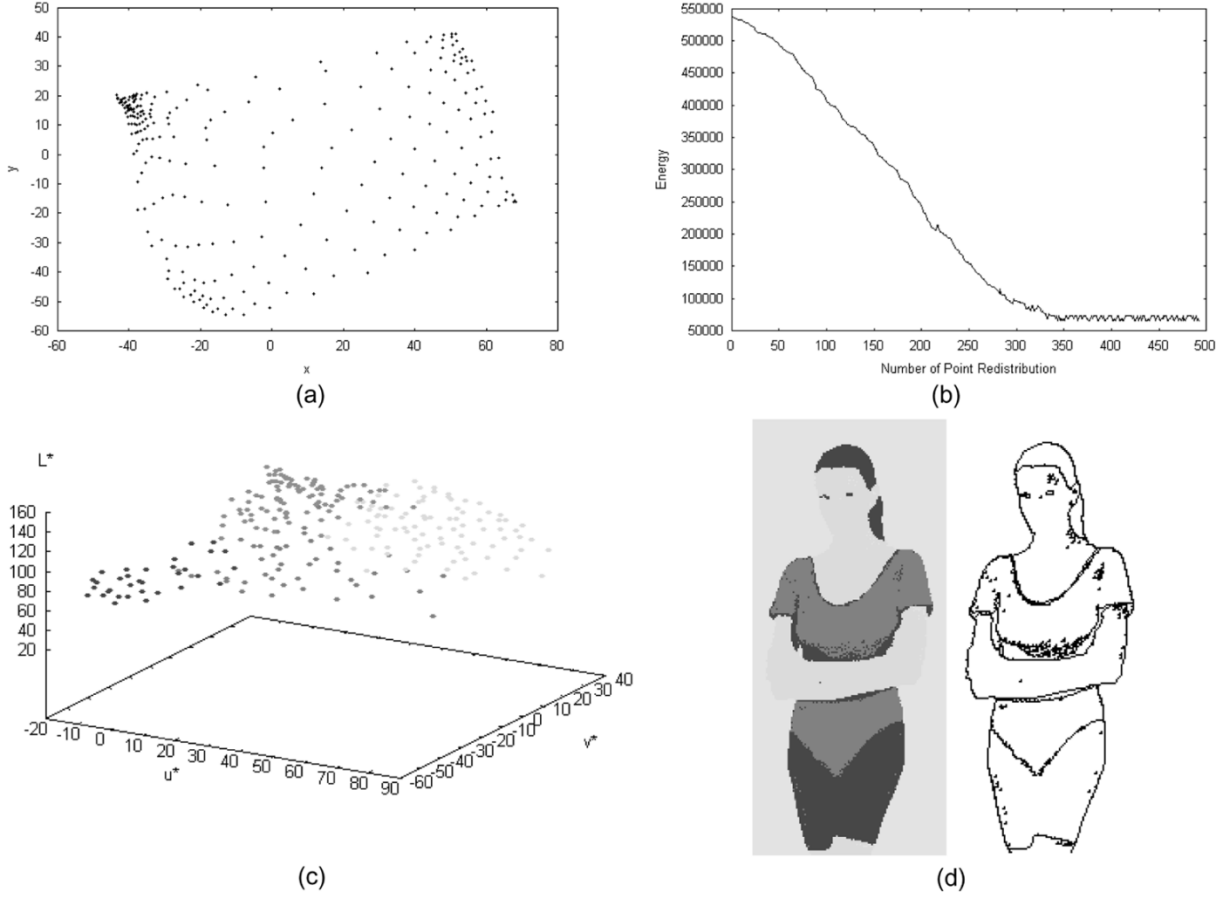 50
40
30
20
10
0
-10
-20
-30
-40
-50
-60
y
-60 -40 -20 0 20 40 60 80
x
(a)
550000
500000
450000
400000
350000
300000
250000
200000
150000
100000
50000
Energy
0 50 100 150 200 250 300 350 400 450 500
Number of Point Redistribution
(b)
L*
160
140
120
100
80
60
40
20
-20 -10 0 10 20 30 40 50 60 70 80 90
u*
-60 -50 -40 -30 -20 -10 0 10 20 30 40
v*
(c)
(d)